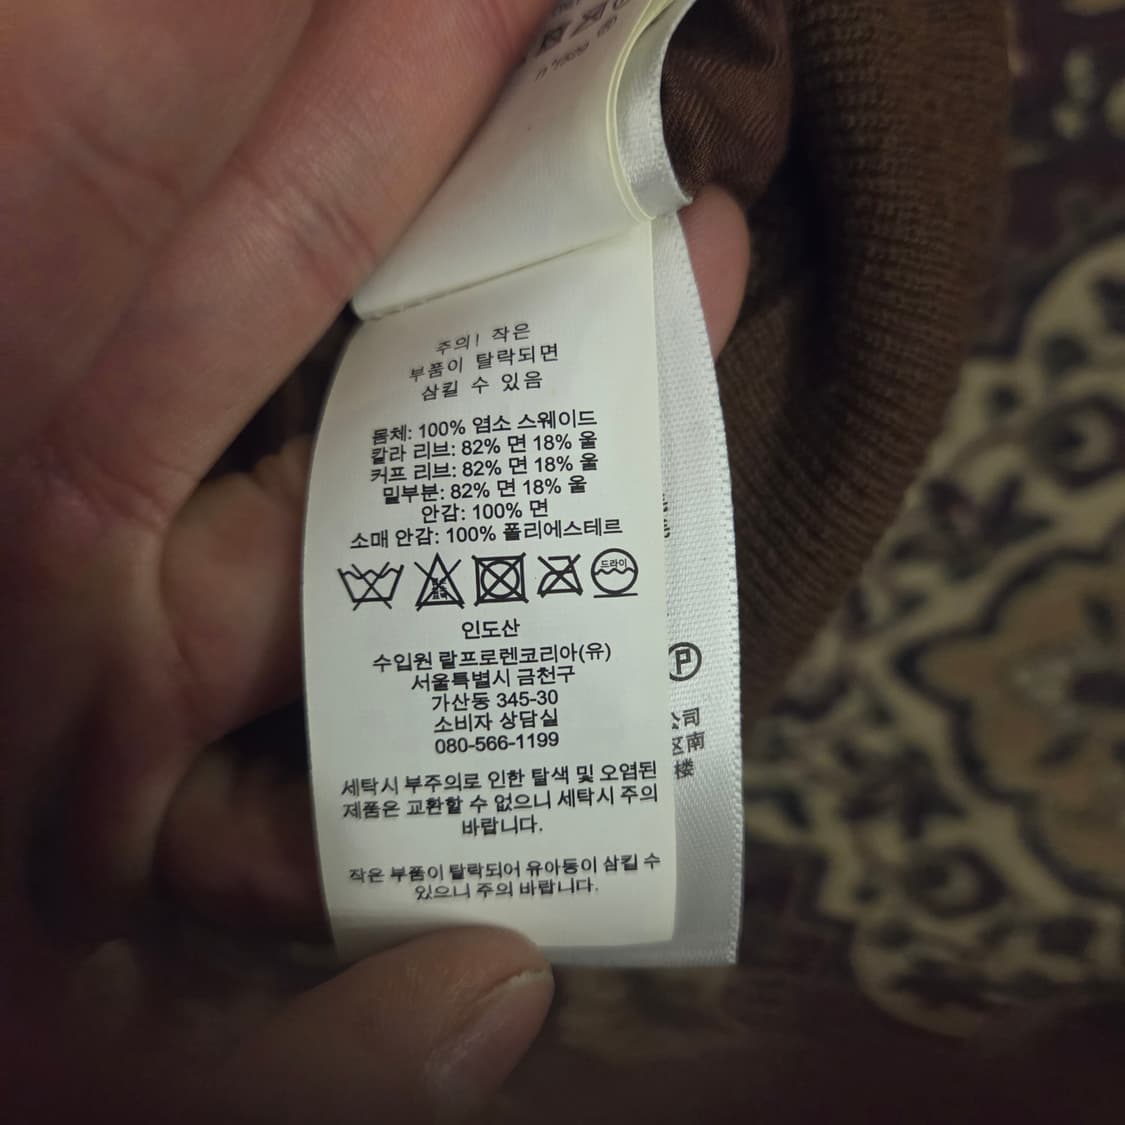 주의! 작은
부품이 탈락되면
삼킬 수 있음
몸체: 100% 염소 스웨이드
칼라 리브: 82% 면 18% 울
커프 리브: 82% 면 18% 울
밑부분: 82% 면 18% 울
안감: 100% 면
소매 안감: 100% 폴리에스테르
드라이
인도산
수입원 랄프로렌코리아(유)
서울특별시 금천구
가산동 345-30
소비자 상담실
080-566-1199
세탁시 부주의로 인한 탈색 및 오염된
제품은 교환할 수 없으니 세탁시 주의
바랍니다.
작은 부품이 탈락되어 유아등이 삼킬 수
있으니 주의 바랍니다.
P
公司
区南
楼